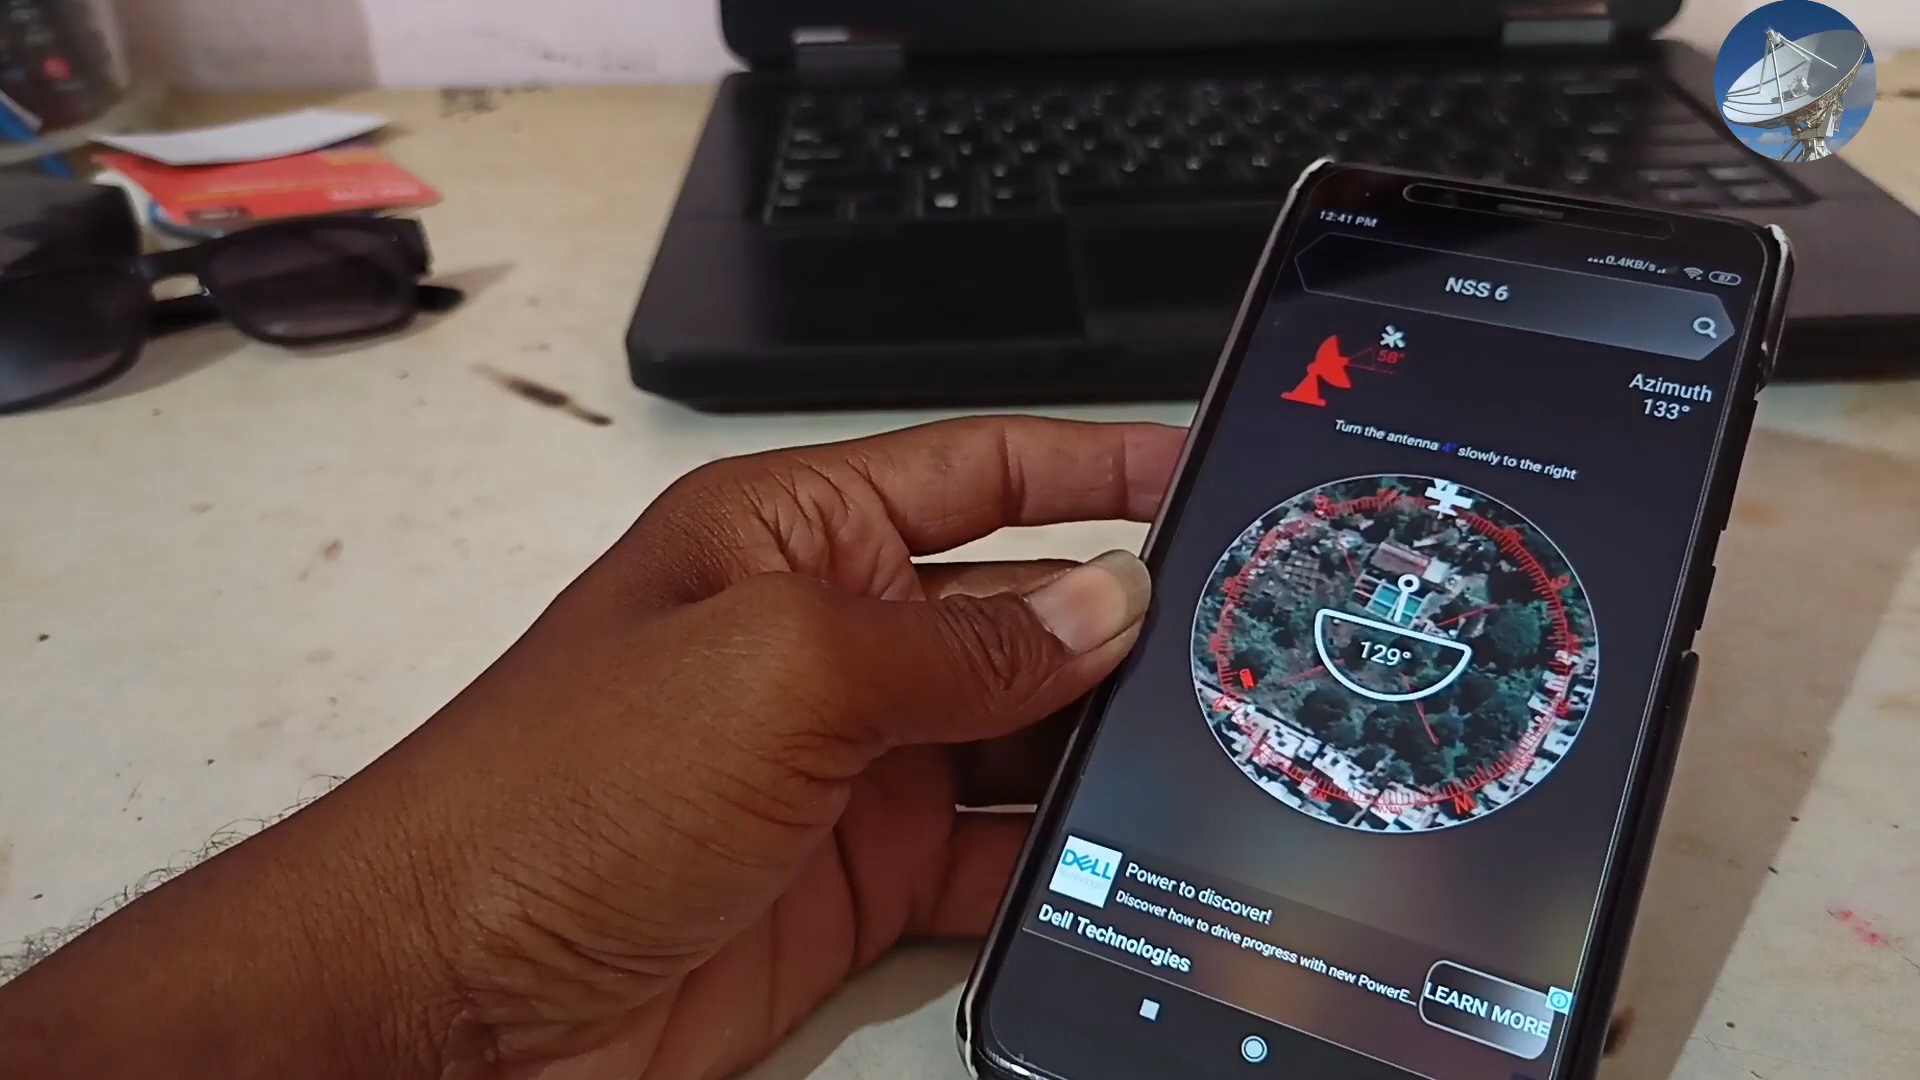 12:41 PM
0.4KB/s
87
NSS 6
58°
Azimuth
133°
Turn the antenna 4° slowly to the right
129°
DELL
Power to discover!
Discover how to drive progress with new PowerE...
Dell Technologies
LEARN MORE